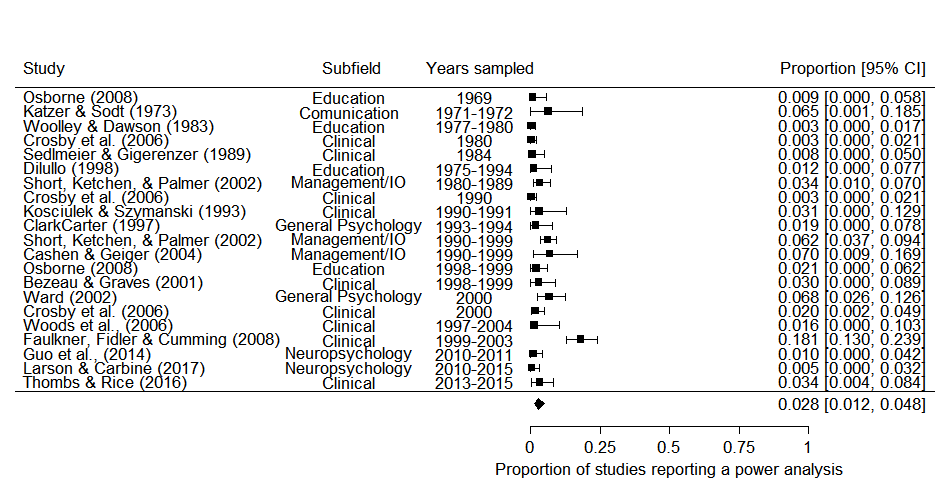 Study Subfield Years sampled Proportion [95% CI]
Osborne (2008) Education 1969 0.009 [0.000, 0.058]
Katzer & Sodt (1973) Comunication 1971-1972 0.065 [0.001, 0.185]
Woolley & Dawson (1983) Education 1977-1980 0.003 [0.000, 0.017]
Crosby et al. (2006) Clinical 1980 0.003 [0.000, 0.021]
Sedlmeier & Gigerenzer (1989) Clinical 1984 0.008 [0.000, 0.050]
Dilullo (1998) Education 1975-1994 0.012 [0.000, 0.077]
Short, Ketchen, & Palmer (2002) Management/IO 1980-1989 0.034 [0.010, 0.070]
Crosby et al. (2006) Clinical 1990 0.003 [0.000, 0.021]
Kosciulek & Szymanski (1993) Clinical 1990-1991 0.031 [0.000, 0.129]
ClarkCarter (1997) General Psychology 1993-1994 0.019 [0.000, 0.078]
Short, Ketchen, & Palmer (2002) Management/IO 1990-1999 0.062 [0.037, 0.094]
Cashen & Geiger (2004) Management/IO 1990-1999 0.070 [0.009, 0.169]
Osborne (2008) Education 1998-1999 0.021 [0.000, 0.062]
Bezeau & Graves (2001) Clinical 1998-1999 0.030 [0.000, 0.089]
Ward (2002) General Psychology 2000 0.068 [0.026, 0.126]
Crosby et al. (2006) Clinical 2000 0.020 [0.002, 0.049]
Woods et al., (2006) Clinical 1997-2004 0.016 [0.000, 0.103]
Faulkner, Fidler & Cumming (2008) Clinical 1999-2003 0.181 [0.130, 0.239]
Guo et al., (2014) Neuropsychology 2010-2011 0.010 [0.000, 0.042]
Larson & Carbine (2017) Neuropsychology 2010-2015 0.005 [0.000, 0.032]
Thombs & Rice (2016) Clinical 2013-2015 0.034 [0.004, 0.084]
0.028 [0.012, 0.048]
0 0.25 0.5 0.75 1
Proportion of studies reporting a power analysis